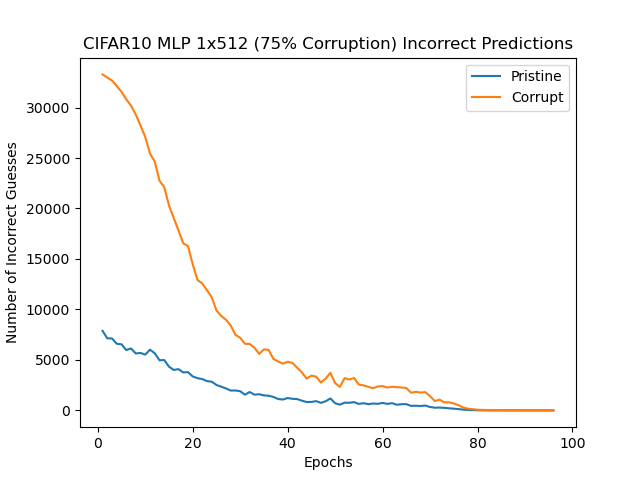 CIFAR10 MLP 1x512 (75% Corruption) Incorrect Predictions
Pristine
Corrupt
Number of Incorrect Guesses
30000
25000
20000
15000
10000
5000
0
0 20 40 60 80 100
Epochs